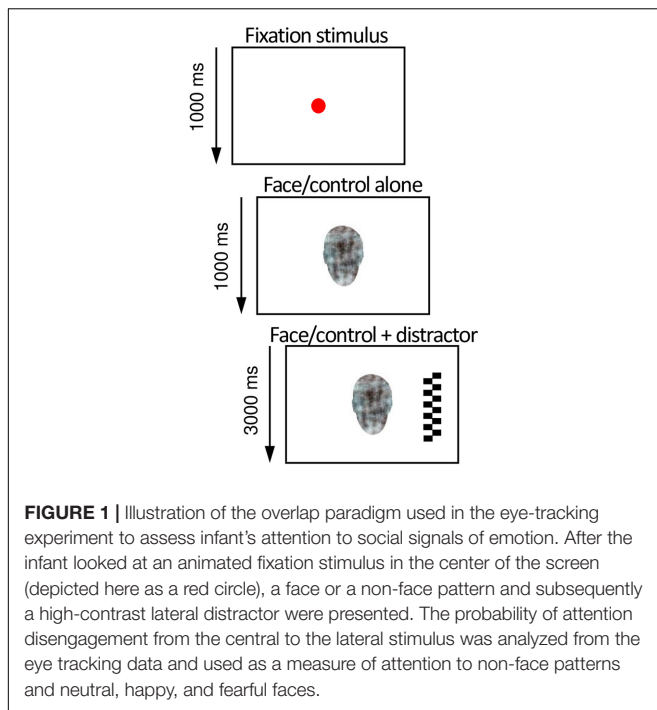 Fixation stimulus
1000 ms
Face/control alone
1000 ms
Face/control + distractor
3000 ms
FIGURE 1 | Illustration of the overlap paradigm used in the eye-tracking
experiment to assess infant's attention to social signals of emotion. After the
infant looked at an animated fixation stimulus in the center of the screen
(depicted here as a red circle), a face or a non-face pattern and subsequently
a high-contrast lateral distractor were presented. The probability of attention
disengagement from the central to the lateral stimulus was analyzed from the
eye tracking data and used as a measure of attention to non-face patterns
and neutral, happy, and fearful faces.